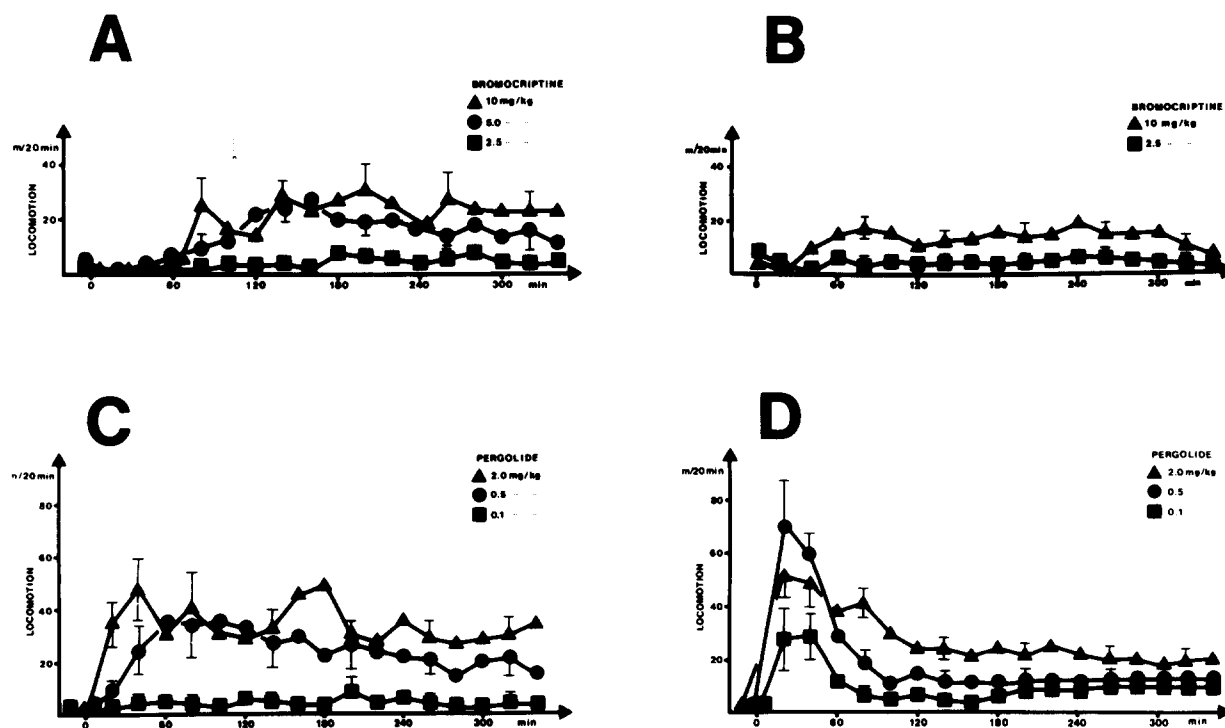 A
BROMOCRIPTINE
10 mg/kg
5.0
2.5
m/20min
40
20
LOCOMOTION
0 60 120 180 240 300 min
B
BROMOCRIPTINE
10 mg/kg
2.5
m/20min
40
20
LOCOMOTION
0 60 120 180 240 300 min
C
PERGOLIDE
2.0 mg/kg
0.5
0.1
n/20min
80
60
40
20
LOCOMOTION
0 60 120 180 240 300 min
D
PERGOLIDE
2.0 mg/kg
0.5
0.1
m/20min
80
60
40
20
LOCOMOTION
0 60 120 180 240 300 min